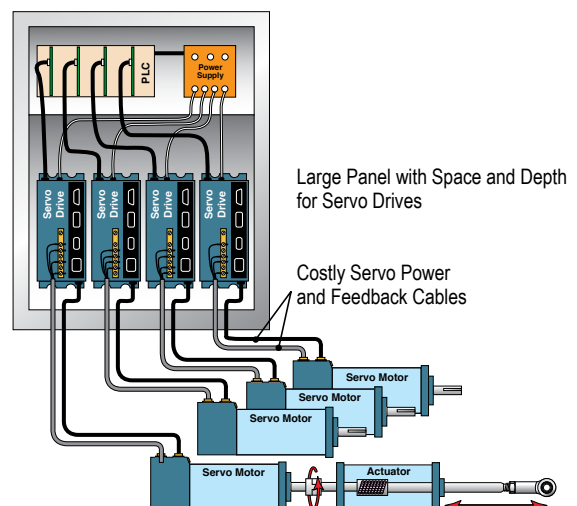 PLC
Power
Supply
Servo
Drive
Servo
Drive
Servo
Drive
Servo
Drive
Large Panel with Space and Depth
for Servo Drives
Costly Servo Power
and Feedback Cables
Servo Motor
Servo Motor
Servo Motor
Servo Motor
Actuator